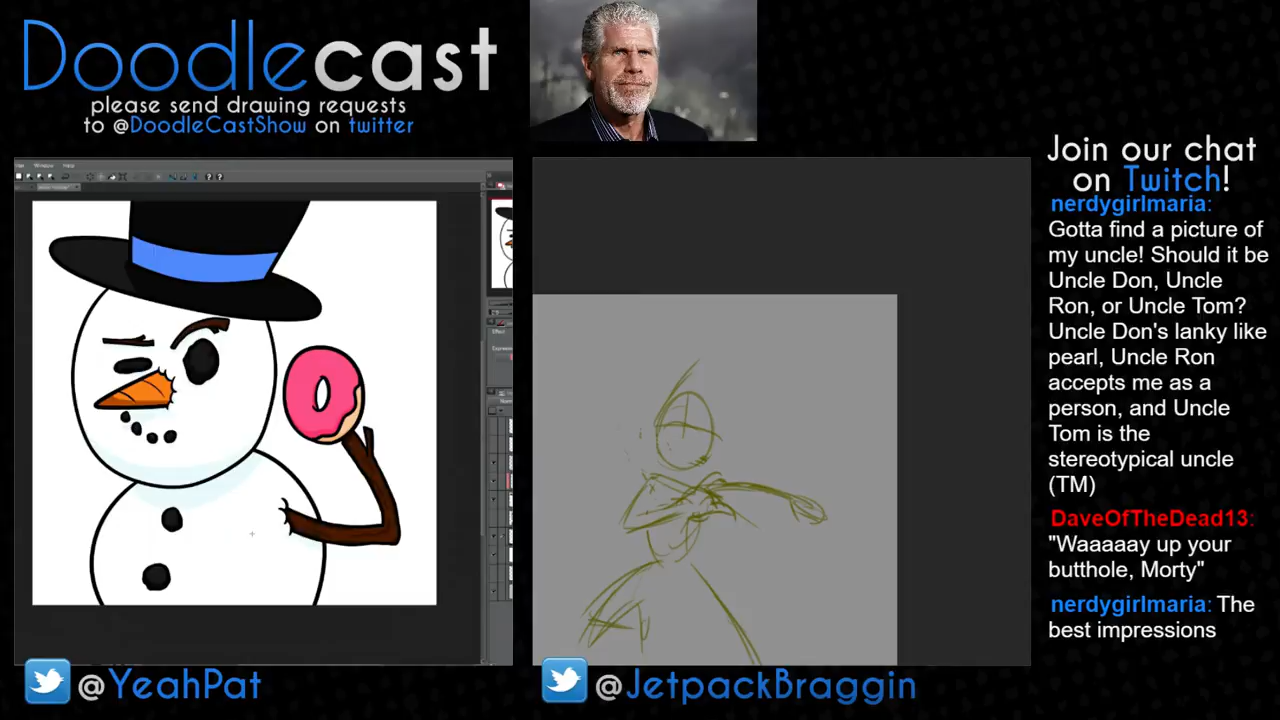 Doodlecast
please send drawing requests
to @DoodleCastShow on twitter
Window Help
Join our chat
on Twitch!
nerdygirlmaria:
Gotta find a picture of
my uncle! Should it be
Uncle Don, Uncle
Ron, or Uncle Tom?
Uncle Don's lanky like
pearl, Uncle Ron
accepts me as a
person, and Uncle
Tom is the
stereotypical uncle
(TM)
DaveOfTheDead13:
"Waaaaay up your
butthole, Morty"
nerdygirlmaria: The
best impressions
@YeahPat
@JetpackBraggin